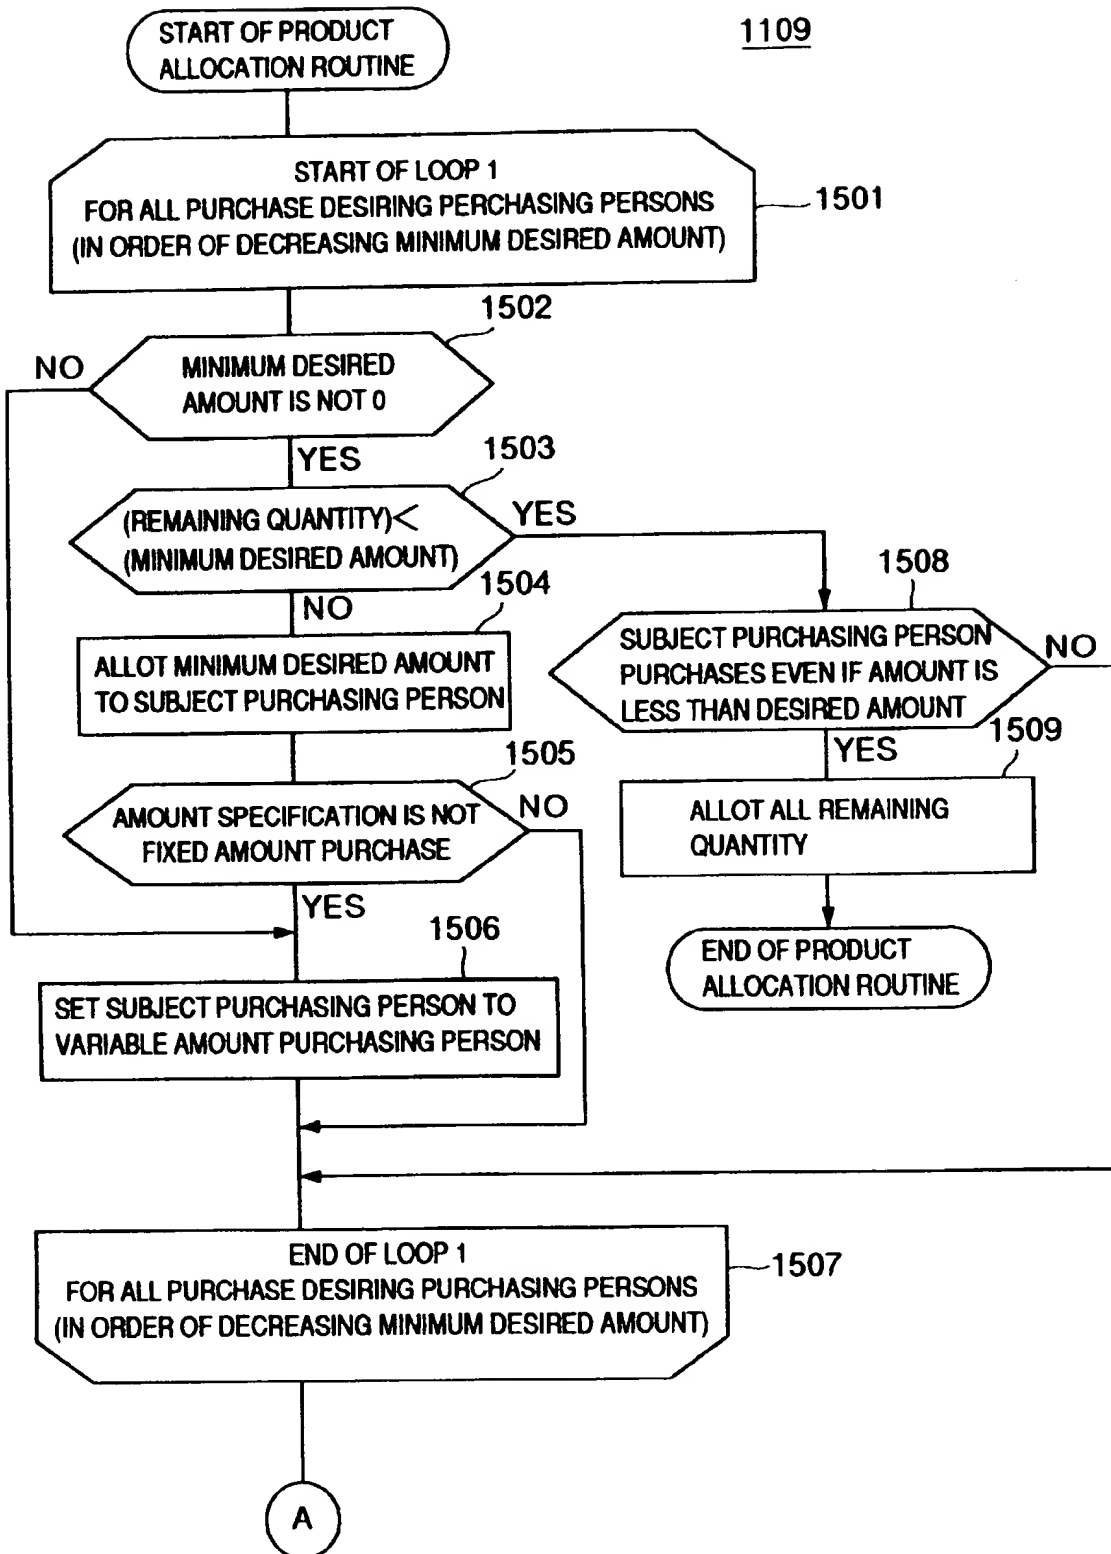 START OF PRODUCT
ALLOCATION ROUTINE
1109
START OF LOOP 1
FOR ALL PURCHASE DESIRING PERCHASING PERSONS
(IN ORDER OF DECREASING MINIMUM DESIRED AMOUNT)
1501
1502
NO
MINIMUM DESIRED
AMOUNT IS NOT 0
YES
1503
(REMAINING QUANTITY)<
(MINIMUM DESIRED AMOUNT)
YES
NO
1504
ALLOT MINIMUM DESIRED AMOUNT
TO SUBJECT PURCHASING PERSON
1508
SUBJECT PURCHASING PERSON
PURCHASES EVEN IF AMOUNT IS
LESS THAN DESIRED AMOUNT
NO
YES
1505
AMOUNT SPECIFICATION IS NOT
FIXED AMOUNT PURCHASE
NO
YES
1509
ALLOT ALL REMAINING
QUANTITY
END OF PRODUCT
ALLOCATION ROUTINE
1506
SET SUBJECT PURCHASING PERSON TO
VARIABLE AMOUNT PURCHASING PERSON
END OF LOOP 1
FOR ALL PURCHASE DESIRING PURCHASING PERSONS
(IN ORDER OF DECREASING MINIMUM DESIRED AMOUNT)
1507
A